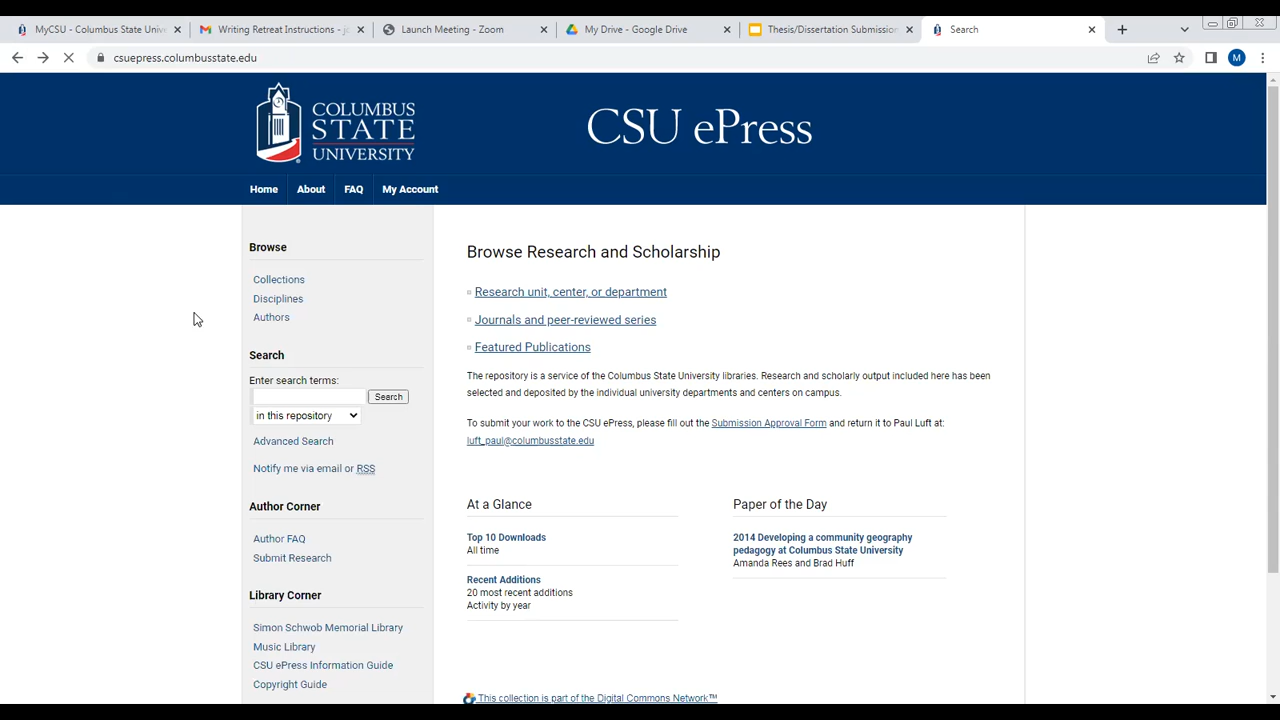 MyCSU - Columbus State Unive
Writing Retreat Instructions - jc
Launch Meeting - Zoom
My Drive - Google Drive
Thesis/Dissertation Submission
Search
csuepress.columbusstate.edu
M
COLUMBUS
STATE
UNIVERSITY
CSU ePress
Home
About
FAQ
My Account
Browse
Collections
Disciplines
Authors
Search
Enter search terms:
Search
in this repository
Advanced Search
Notify me via email or RSS
Author Corner
Author FAQ
Submit Research
Library Corner
Simon Schwob Memorial Library
Music Library
CSU ePress Information Guide
Copyright Guide
Browse Research and Scholarship
Research unit, center, or department
Journals and peer-reviewed series
Featured Publications
The repository is a service of the Columbus State University libraries. Research and scholarly output included here has been
selected and deposited by the individual university departments and centers on campus.
To submit your work to the CSU ePress, please fill out the Submission Approval Form and return it to Paul Luft at:
luft_paul@columbusstate.edu
At a Glance
Top 10 Downloads
All time
Recent Additions
20 most recent additions
Activity by year
Paper of the Day
2014 Developing a community geography
pedagogy at Columbus State University
Amanda Rees and Brad Huff
This collection is part of the Digital Commons Network™